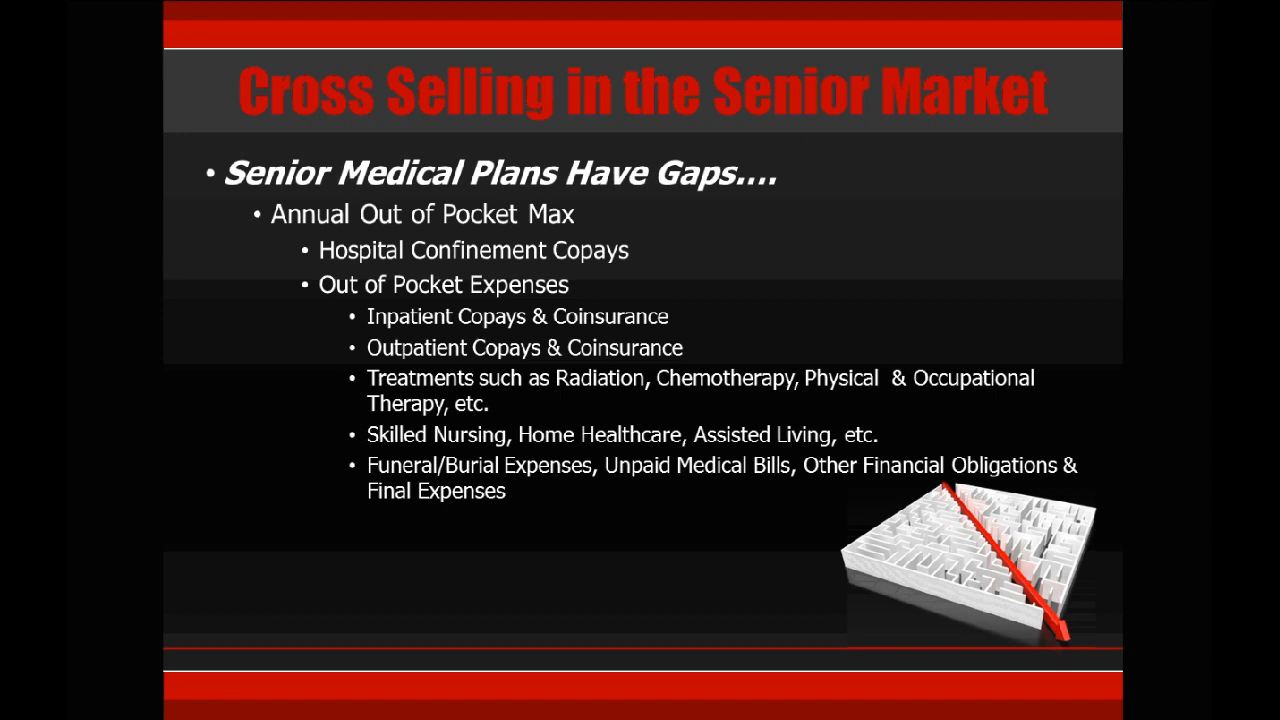 Cross Selling in the Senior Market
• Senior Medical Plans Have Gaps....
• Annual Out of Pocket Max
• Hospital Confinement Copays
• Out of Pocket Expenses
• Inpatient Copays & Coinsurance
• Outpatient Copays & Coinsurance
• Treatments such as Radiation, Chemotherapy, Physical & Occupational
Therapy, etc.
• Skilled Nursing, Home Healthcare, Assisted Living, etc.
• Funeral/Burial Expenses, Unpaid Medical Bills, Other Financial Obligations &
Final Expenses